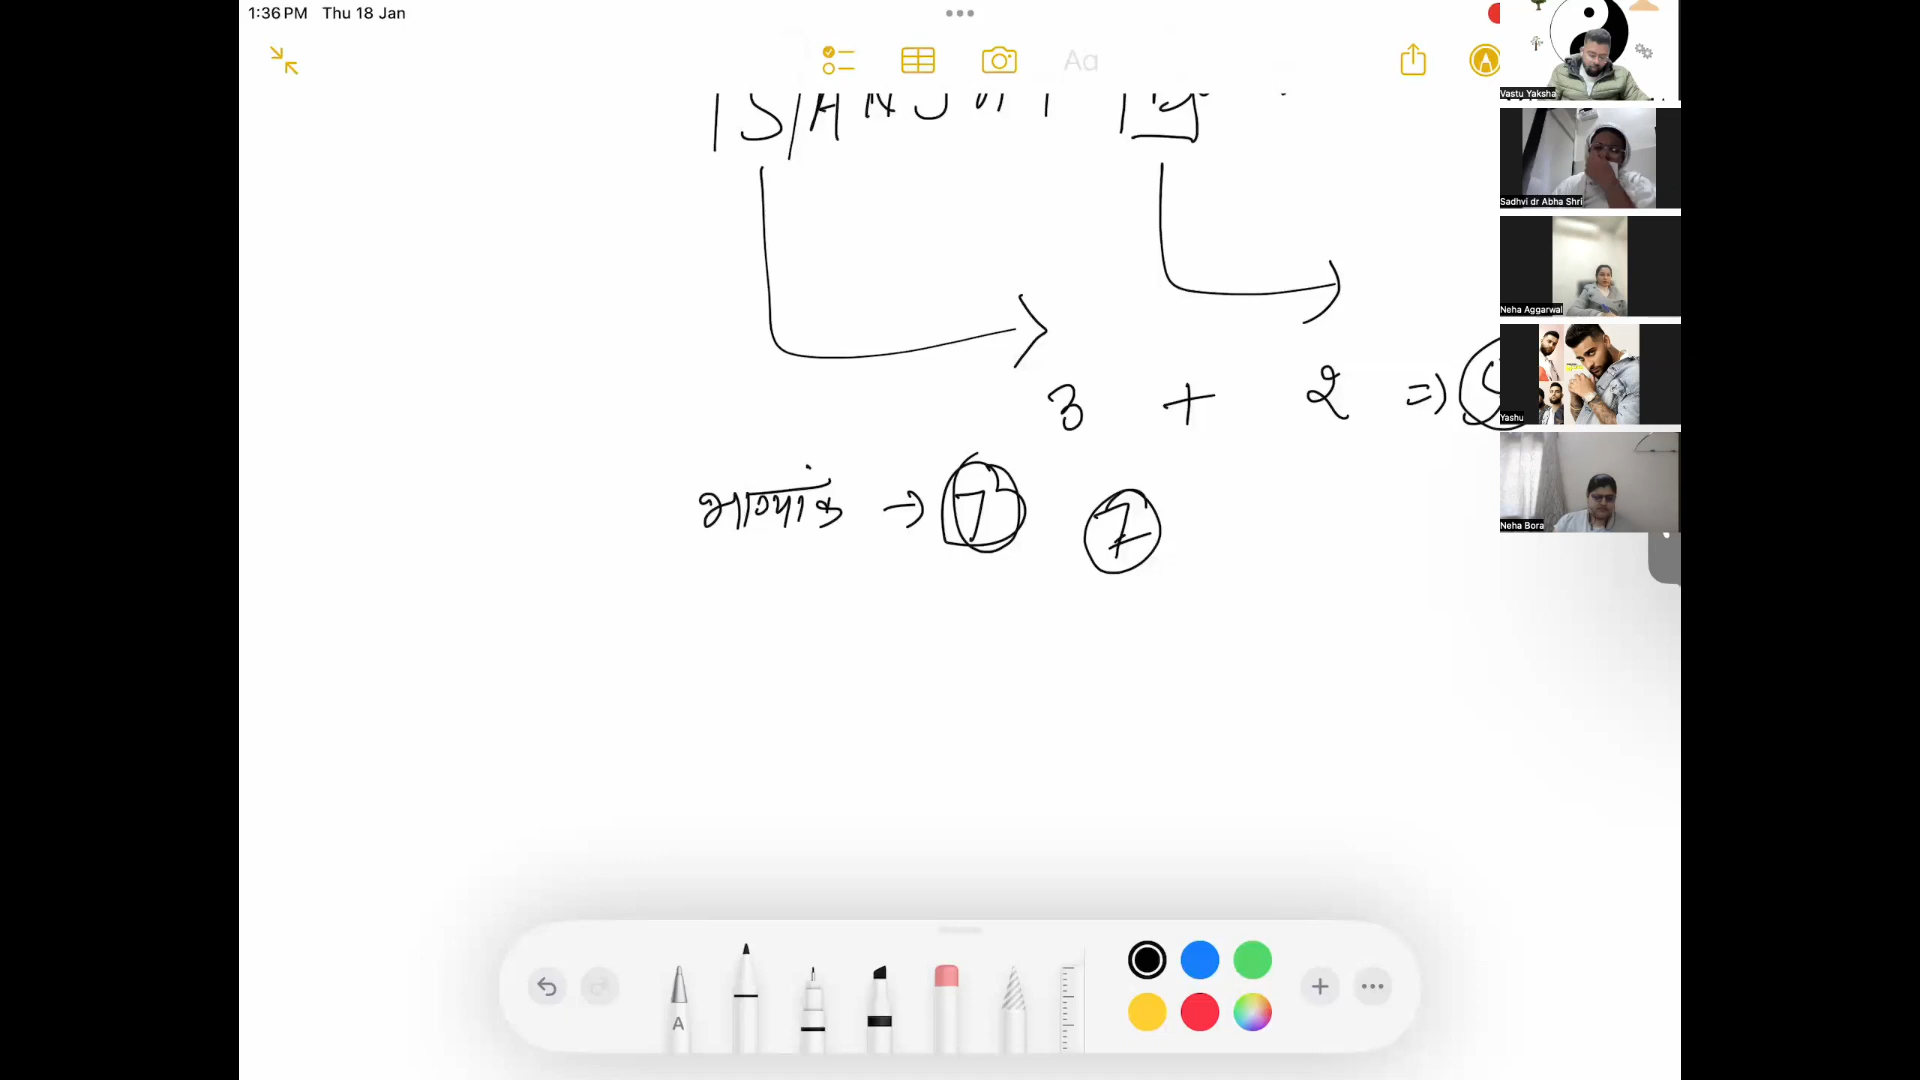 1:36 PM Thu 18 Jan
Aa
Vastu Yaksha
Sadhvi dr Abha Shri
Neha Aggarwal
3 + 2 =>
Yashu
भाग्यांक -> 7 7
Neha Bora
A